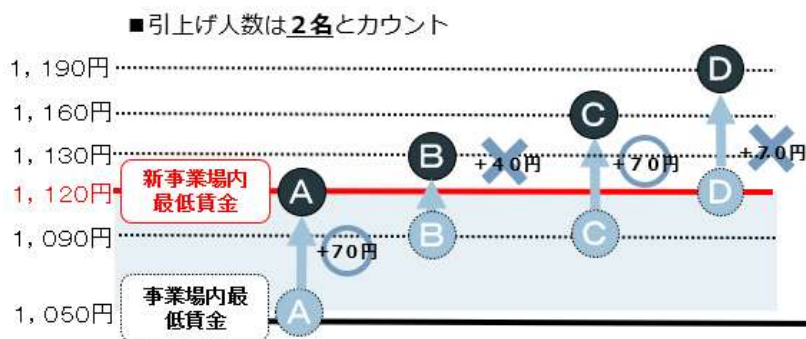 ■引上げ人数は２名とカウント
1，190円
D
1，160円
C
1，130円
B
+40円
+70円
+70円
新事業場内
最低賃金
1，120円
A
D
1，090円
+70円
B
C
事業場内最
低賃金
1，050円
A